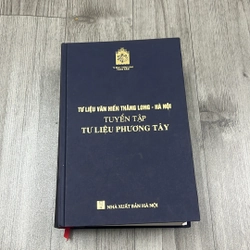 TƯ LIỆU VĂN HIẾN THĂNG LONG - HÀ NỘI
TUYỂN TẬP
TƯ LIỆU PHƯƠNG TÂY
NHÀ XUẤT BẢN HÀ NỘI